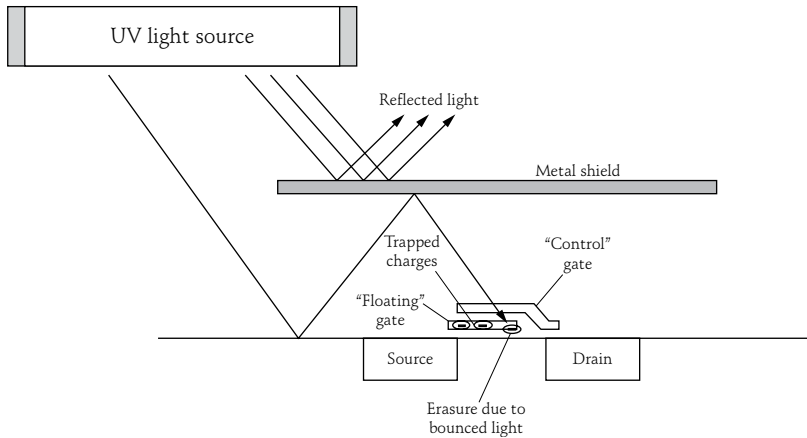 UV light source
Reflected light
Metal shield
Trapped
charges
“Control”
gate
“Floating”
gate
Source
Drain
Erasure due to
bounced light